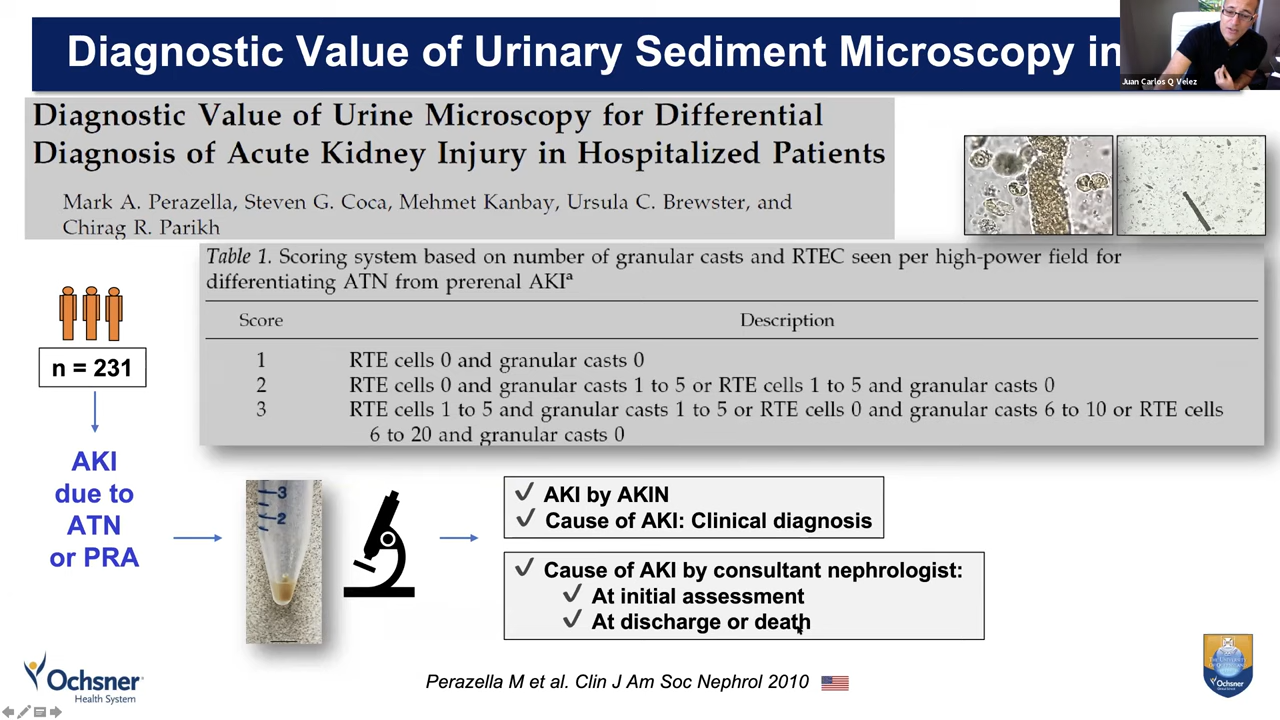 Diagnostic Value of Urinary Sediment Microscopy in
Juan Carlos Q Velez
Diagnostic Value of Urine Microscopy for Differential
Diagnosis of Acute Kidney Injury in Hospitalized Patients
Mark A. Perazella, Steven G. Coca, Mehmet Kanbay, Ursula C. Brewster, and
Chirag R. Parikh
Table 1. Scoring system based on number of granular casts and RTEC seen per high-power field for
differentiating ATN from prerenal AKIª
Score Description
1 RTE cells 0 and granular casts 0
2 RTE cells 0 and granular casts 1 to 5 or RTE cells 1 to 5 and granular casts 0
3 RTE cells 1 to 5 and granular casts 1 to 5 or RTE cells 0 and granular casts 6 to 10 or RTE cells
6 to 20 and granular casts 0
n = 231
AKI
due to
ATN
or PRA
3
2
✓ AKI by AKIN
✓ Cause of AKI: Clinical diagnosis
✓ Cause of AKI by consultant nephrologist:
✓ At initial assessment
✓ At discharge or death
Ochsner
Health System
Perazella M et al. Clin J Am Soc Nephrol 2010
Ochsner